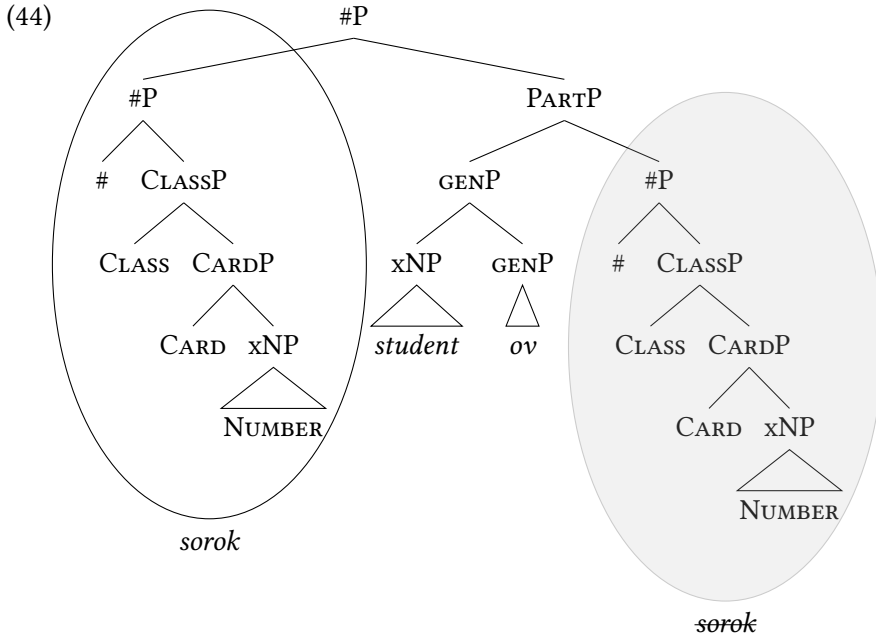 (44)
#P
#P PARTP
# CLASSP GENP #P
CLASS CARDP xNP GENP # CLASSP
CARD xNP student ov CLASS CARDP
NUMBER CARD xNP
NUMBER
sorok
sorok